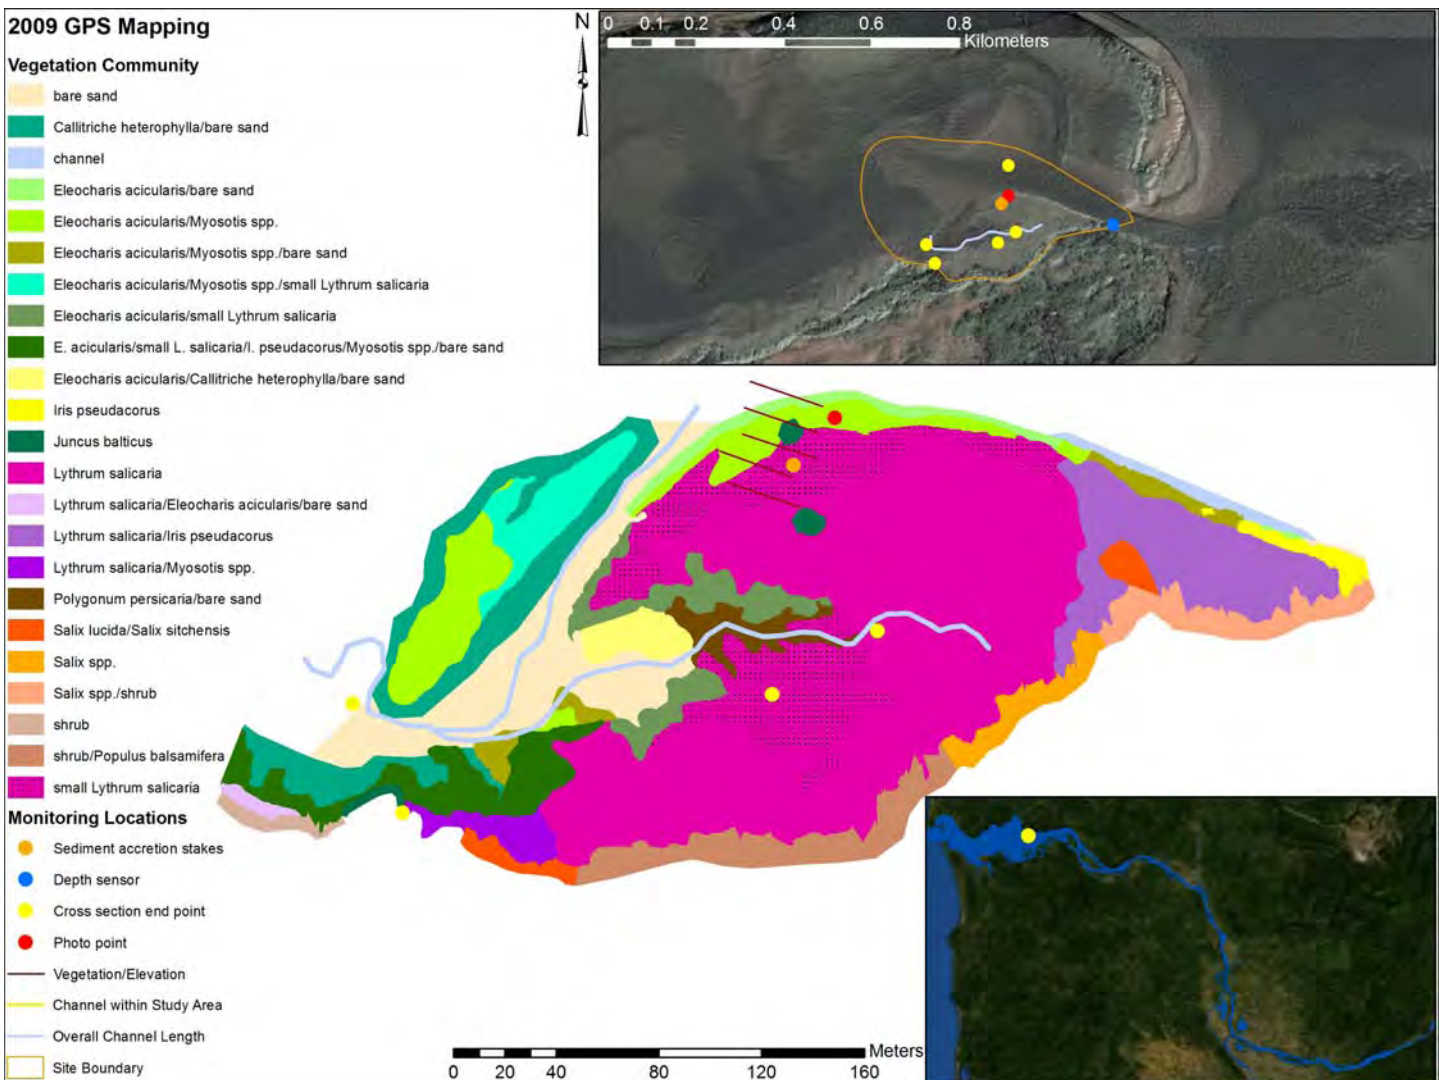 2009 GPS Mapping
Vegetation Community
bare sand
Callitriche heterophylla/bare sand
channel
Eleocharis acicularis/bare sand
Eleocharis acicularis/Myosotis spp.
Eleocharis acicularis/Myosotis spp./bare sand
Eleocharis acicularis/Myosotis spp./small Lythrum salicaria
Eleocharis acicularis/small Lythrum salicaria
E. acicularis/small L. salicaria/I. pseudacorus/Myosotis spp./bare sand
Eleocharis acicularis/Callitriche heterophylla/bare sand
Iris pseudacorus
Juncus balticus
Lythrum salicaria
Lythrum salicaria/Eleocharis acicularis/bare sand
Lythrum salicaria/Iris pseudacorus
Lythrum salicaria/Myosotis spp.
Polygonum persicaria/bare sand
Salix lucida/Salix sitchensis
Salix spp.
Salix spp./shrub
shrub
shrub/Populus balsamifera
small Lythrum salicaria
Monitoring Locations
Sediment accretion stakes
Depth sensor
Cross section end point
Photo point
Vegetation/Elevation
Channel within Study Area
Overall Channel Length
Site Boundary
N
0 0.1 0.2 0.4 0.6 0.8
Kilometers
Meters
0 20 40 80 120 160